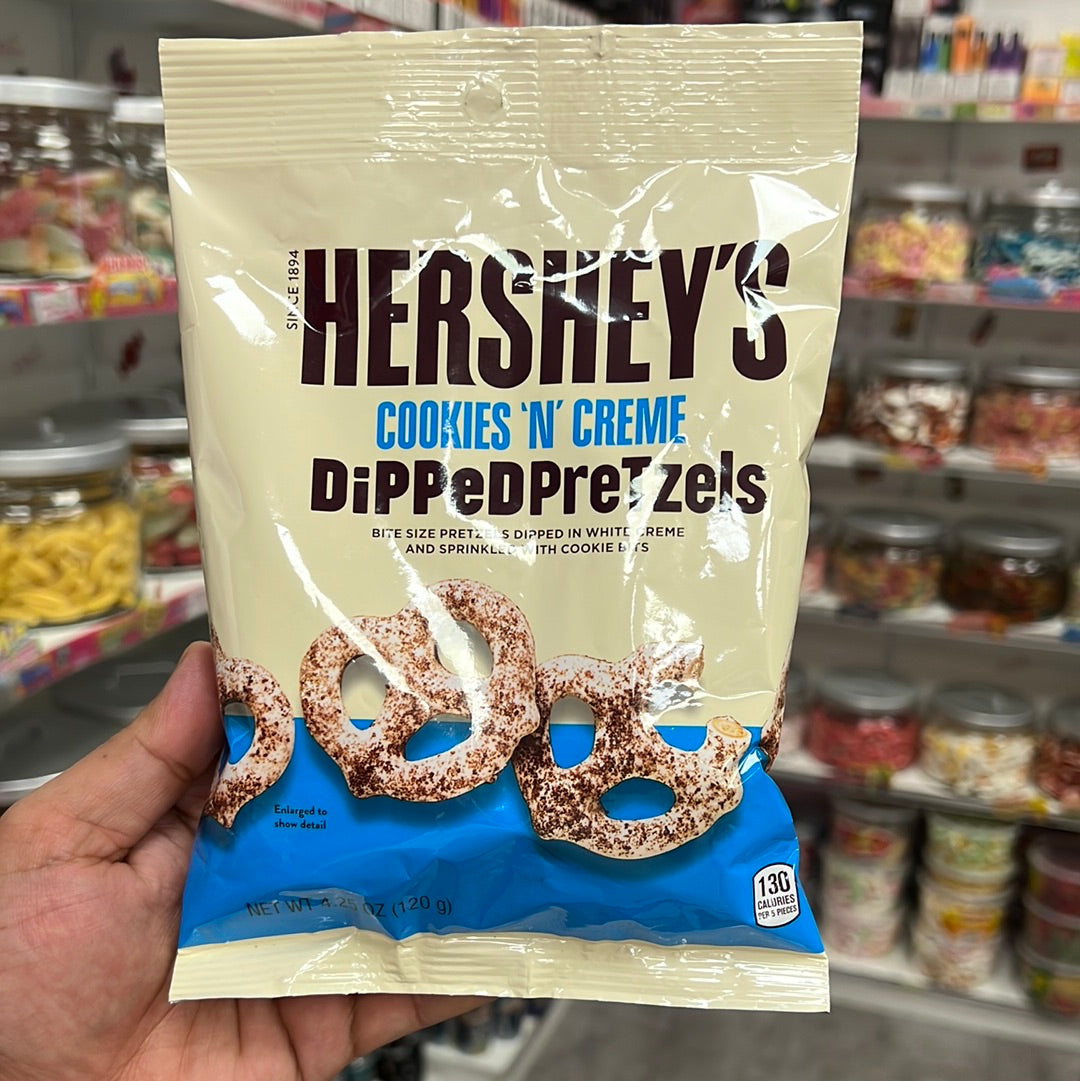 SINCE 1894
HERSHEY'S
COOKIES 'N' CREME
DiPPeDPreTzels
BITE SIZE PRETZELS DIPPED IN WHITE CREME
AND SPRINKLED WITH COOKIE BITS
Enlarged to
show detail
NET WT 4.25 OZ (120 g)
130
CALORIES
PER 5 PIECES